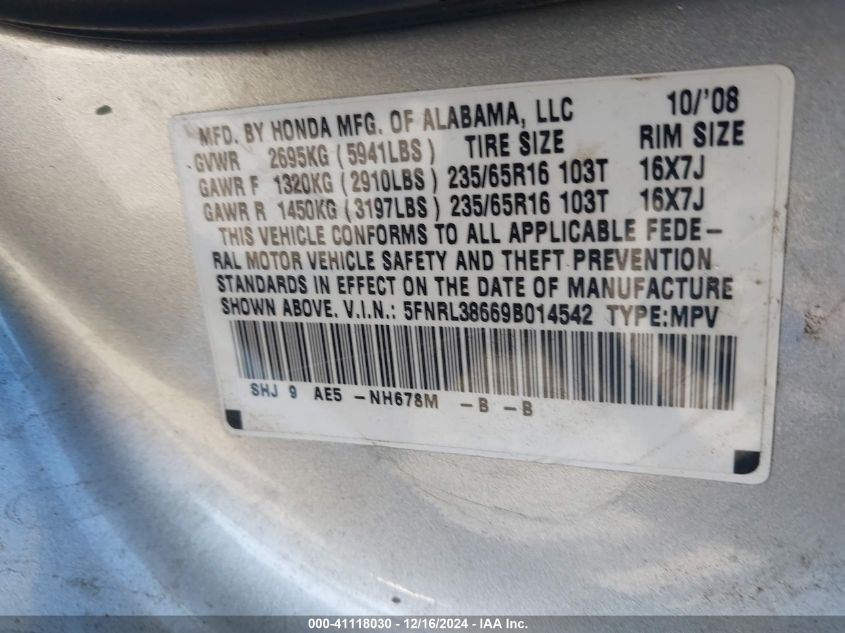 MFD. BY HONDA MFG. OF ALABAMA, LLC 10/'08
GVWR 2695KG (5941LBS) TIRE SIZE RIM SIZE
GAWR F 1320KG (2910LBS) 235/65R16 103T 16X7J
GAWR R 1450KG (3197LBS) 235/65R16 103T 16X7J
THIS VEHICLE CONFORMS TO ALL APPLICABLE FEDE-
RAL MOTOR VEHICLE SAFETY AND THEFT PREVENTION
STANDARDS IN EFFECT ON THE DATE OF MANUFACTURE
SHOWN ABOVE. V.I.N.: 5FNRL38669B014542 TYPE:MPV
SHJ 9 AE5 -NH678M -B -B
000-41118030 - 12/16/2024 - IAA Inc.